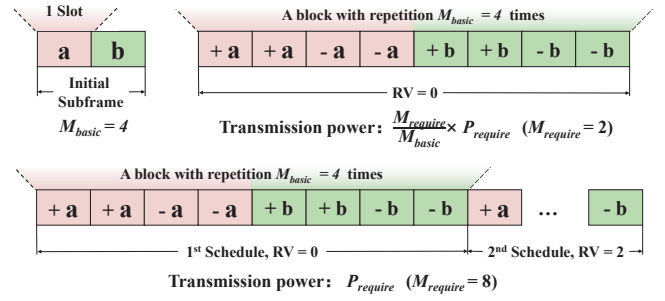 1 Slot
A block with repetition M_basic = 4 times
a b
+ a + a - a - a + b + b - b - b
Initial
Subframe
RV = 0
M_basic = 4
Transmission power: M_require/M_basic × P_require (M_require = 2)
A block with repetition M_basic = 4 times
+ a + a - a - a + b + b - b - b + a ... - b
1st Schedule, RV = 0
2nd Schedule, RV = 2
Transmission power: P_require (M_require = 8)